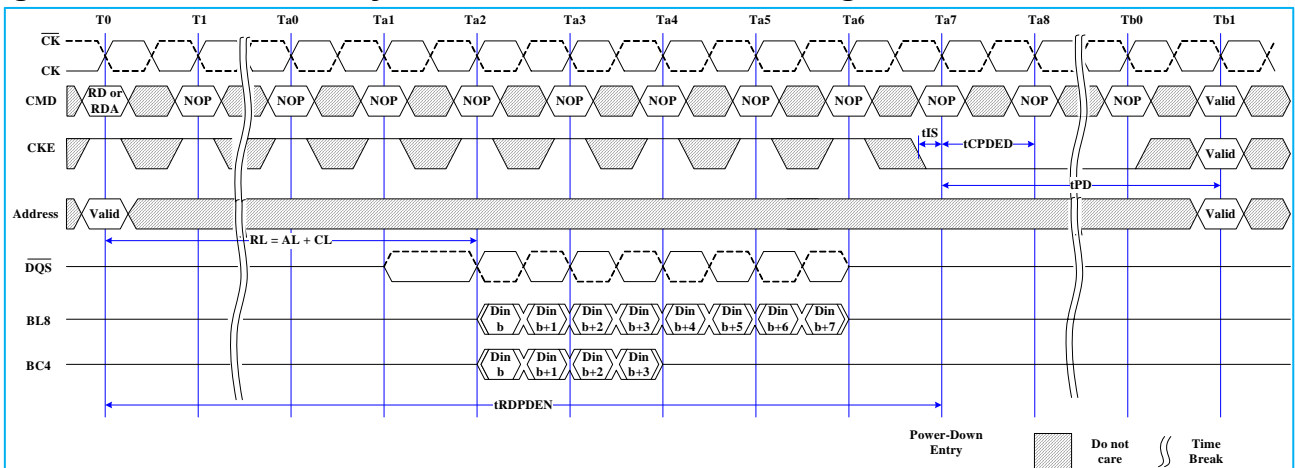 T0 T1 Ta0 Ta1 Ta2 Ta3 Ta4 Ta5 Ta6 Ta7 Ta8 Tb0 Tb1
CK
CK
CMD RD or RDA NOP NOP NOP NOP NOP NOP NOP NOP NOP NOP NOP Valid
CKE tIS tCPDED Valid
tPD
Address Valid Valid
RL = AL + CL
DQS
BL8 Din b Din b+1 Din b+2 Din b+3 Din b+4 Din b+5 Din b+6 Din b+7
BC4 Din b Din b+1 Din b+2 Din b+3
tRDPDEN
Power-Down
Entry
Do not
care
Time
Break